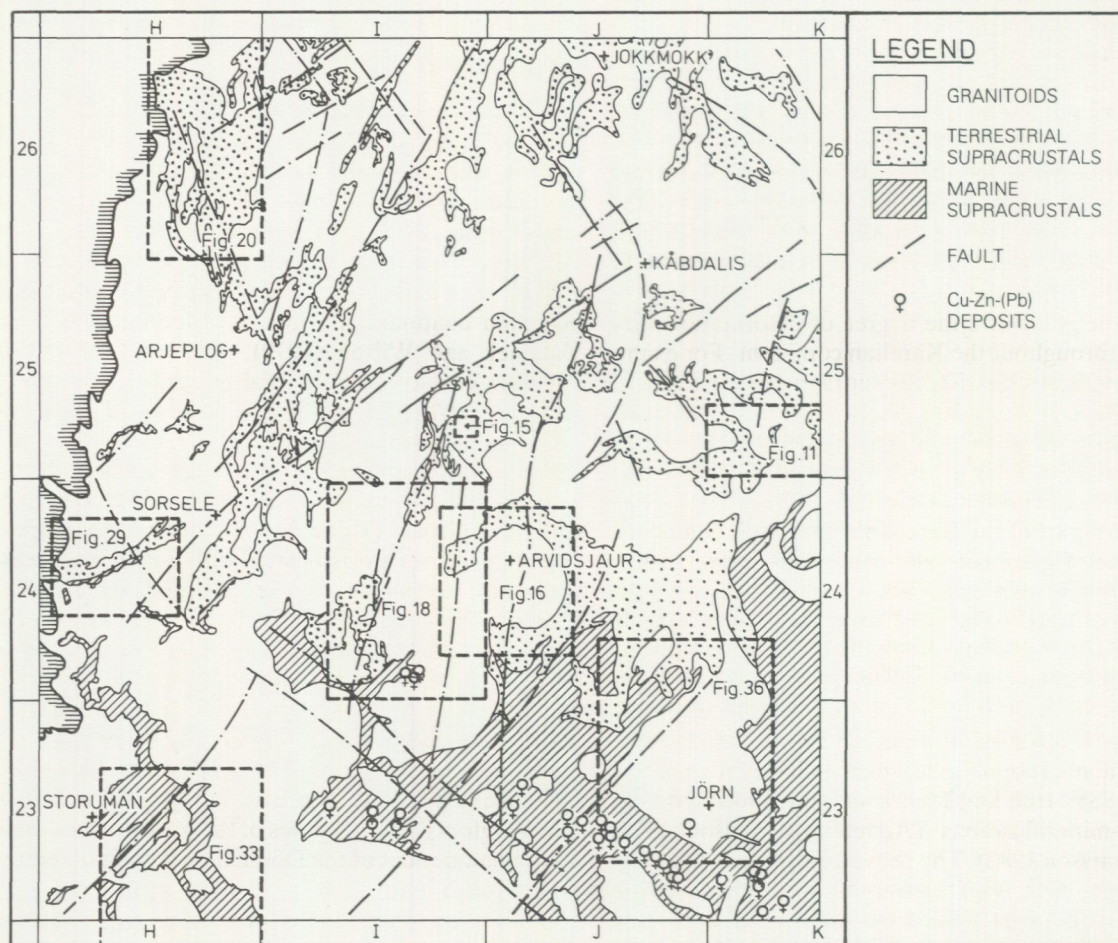 H I J K
LEGEND
GRANITOIDS
TERRESTRIAL
SUPRACRUSTALS
MARINE
SUPRACRUSTALS
FAULT
Cu-Zn-(Pb)
DEPOSITS
+JOKKMOKK
26 26
Fig. 20
+KÅBDALIS
ARJEPLOG+
25 25
Fig. 15
Fig. 11
SORSELE
Fig. 29
+ARVIDSJAUR
24 24
Fig. 18
Fig. 16
Fig. 36
STORUMAN
JÖRN
23 23
Fig. 33
H I J K